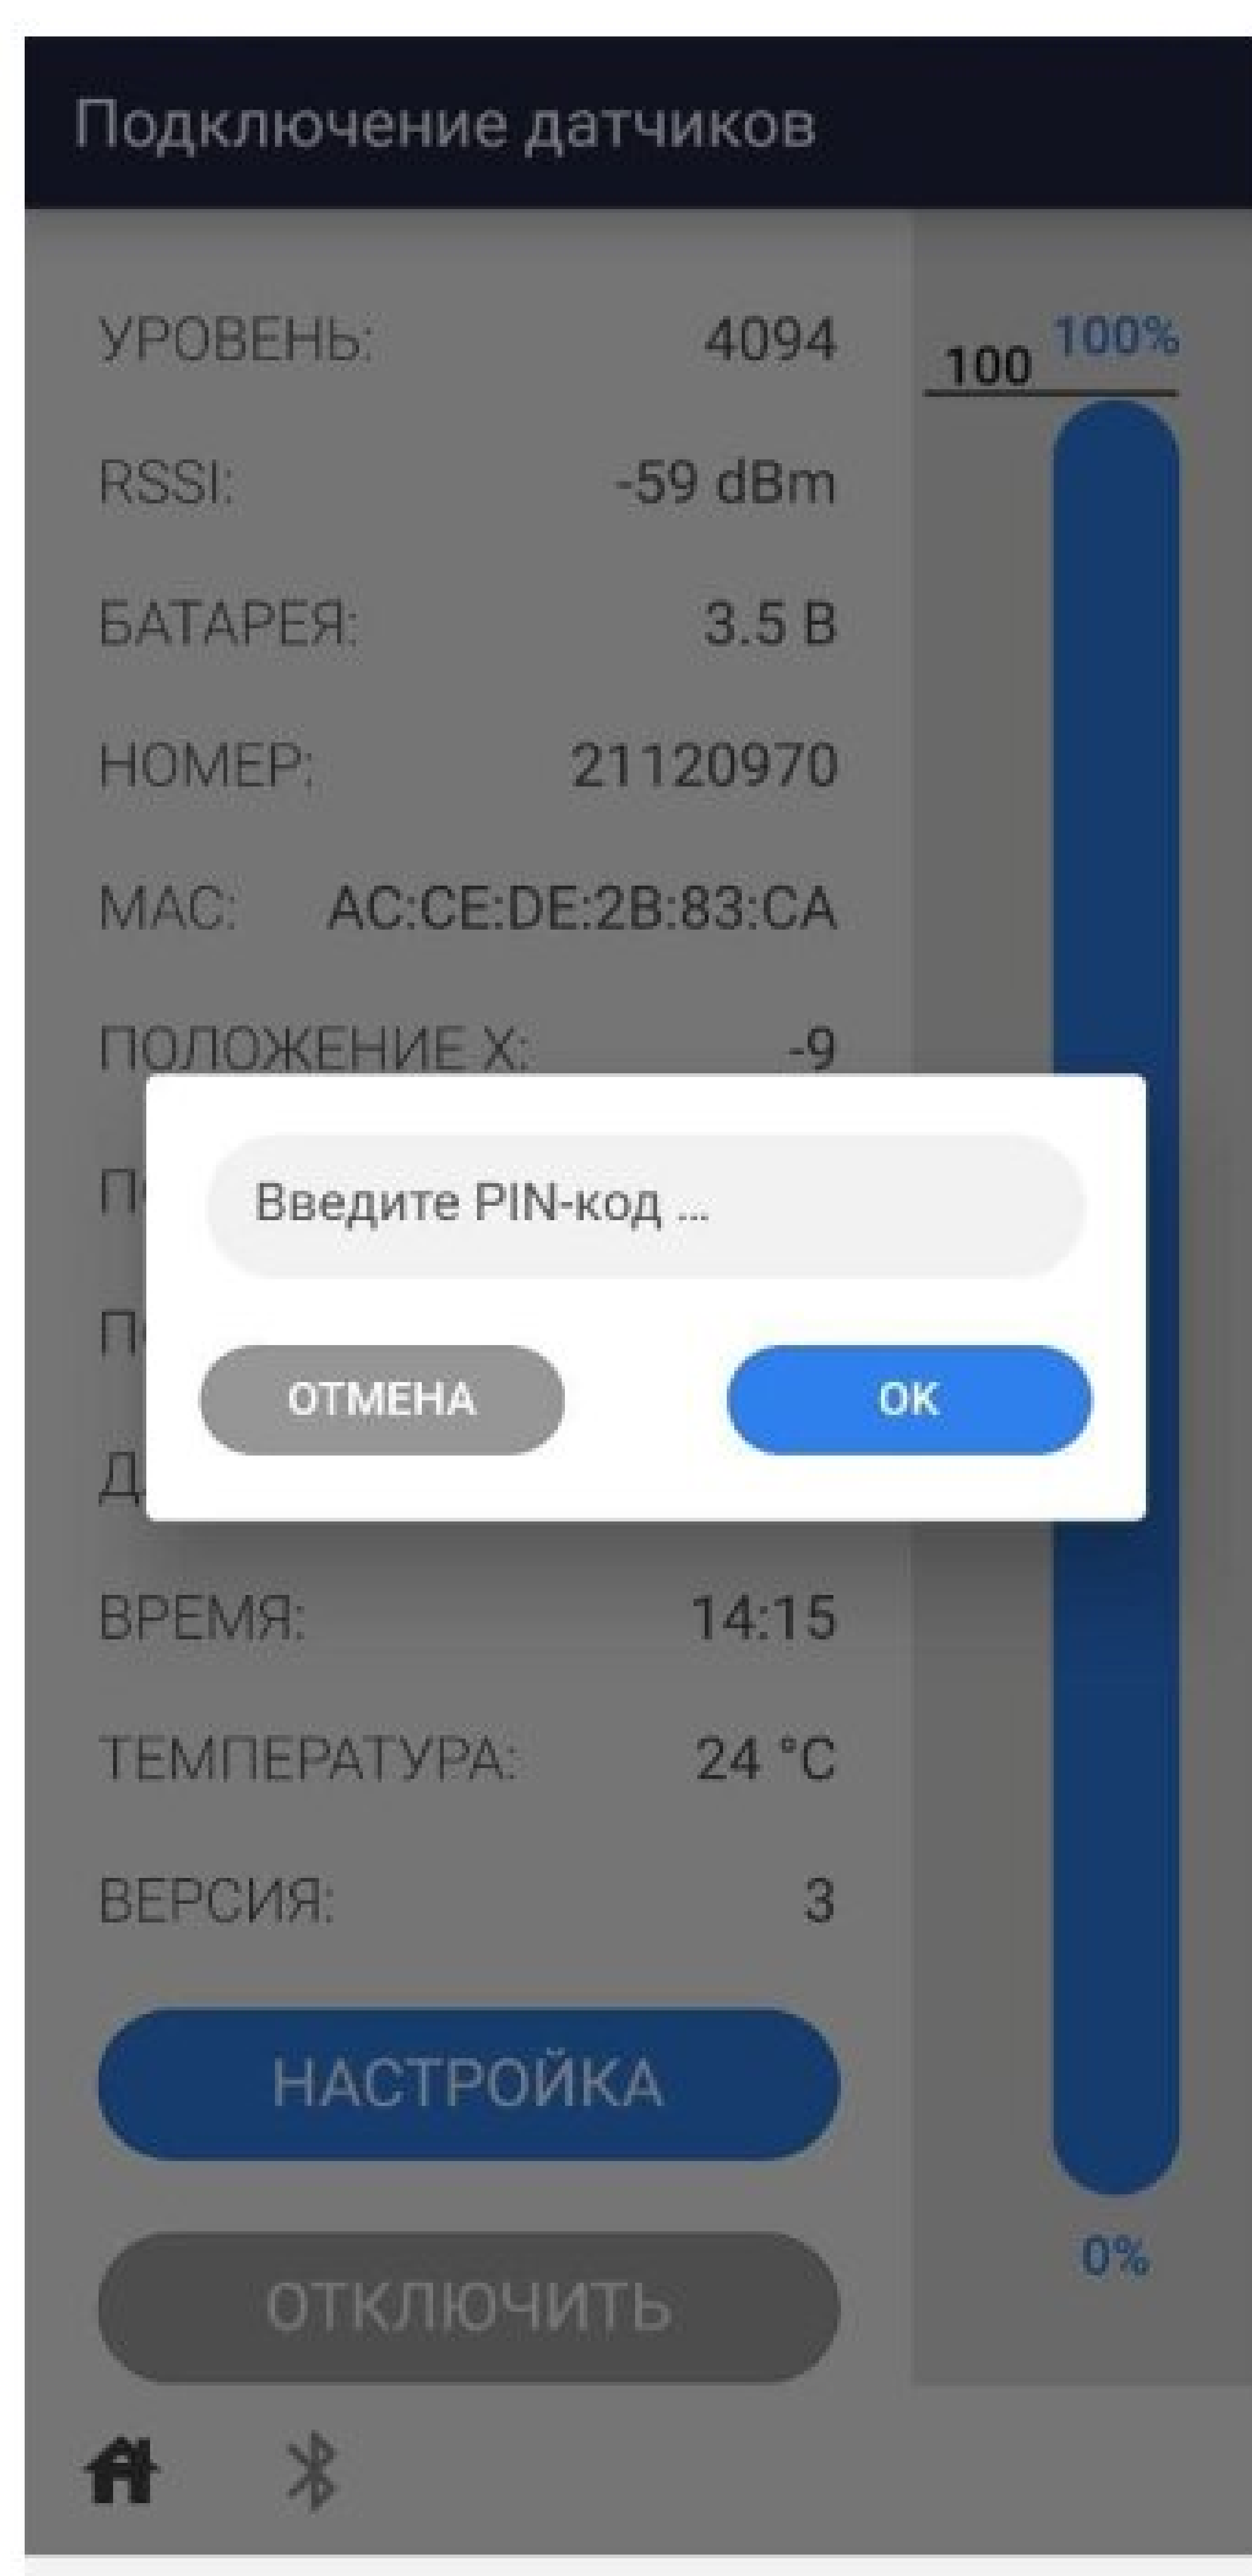 Подключение датчиков
УРОВЕНЬ: 4094
100 100%
RSSI: -59 dBm
БАТАРЕЯ: 3.5 В
НОМЕР: 21120970
MAC: AC:CE:DE:2B:83:CA
ПОЛОЖЕНИЕ X: -9
Введите PIN-код ...
ОТМЕНА OK
ВРЕМЯ: 14:15
ТЕМПЕРАТУРА: 24 °C
ВЕРСИЯ: 3
НАСТРОЙКА
0%
ОТКЛЮЧИТЬ